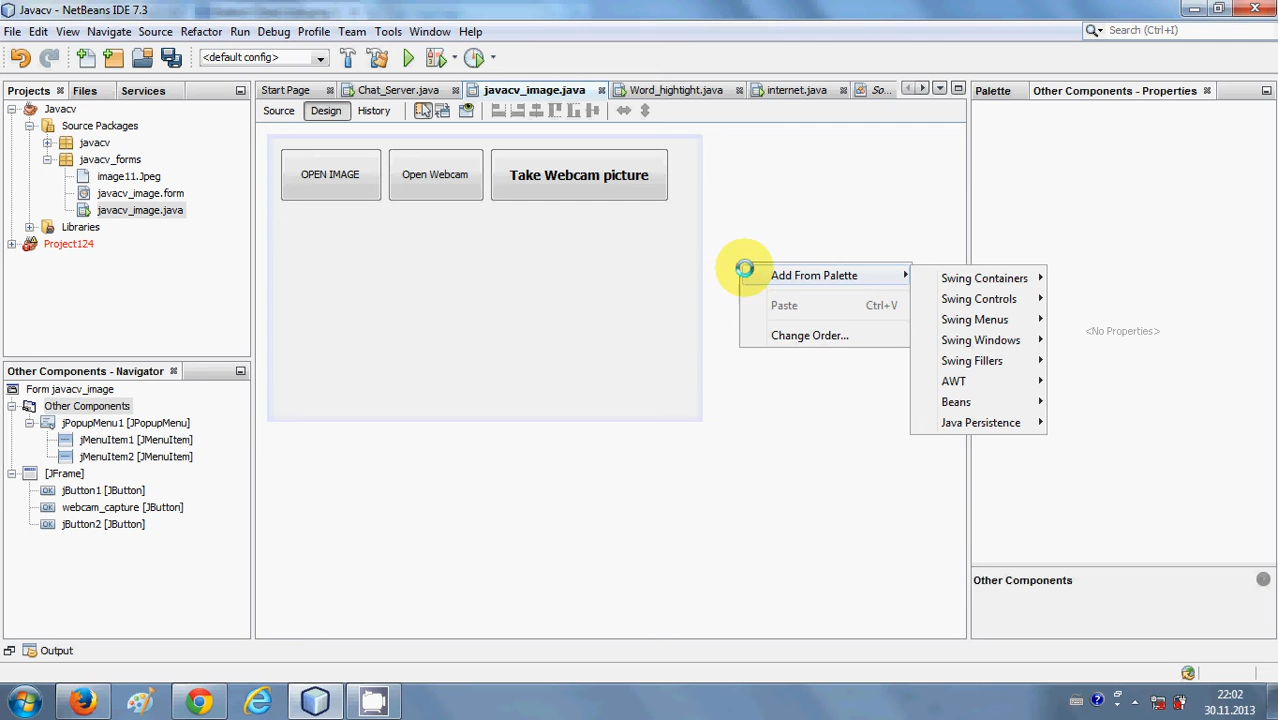 Javacv - NetBeans IDE 7.3
File Edit View Navigate Source Refactor Run Debug Profile Team Tools Window Help
Search (Ctrl+I)
<default config>
Projects Files Services
Start Page Chat_Server.java javacv_image.java Word_hightight.java internet.java So...
Palette Other Components - Properties
Source Design History
Javacv
Source Packages
javacv
javacv_forms
image11.Jpeg
javacv_image.form
javacv_image.java
Libraries
Project124
OPEN IMAGE Open Webcam Take Webcam picture
Add From Palette
Paste Ctrl+V
Change Order...
Swing Containers
Swing Controls
Swing Menus
Swing Windows
Swing Fillers
AWT
Beans
Java Persistence
<No Properties>
Other Components - Navigator
Form javacv_image
Other Components
jPopupMenu1 [JPopupMenu]
jMenuItem1 [JMenuItem]
jMenuItem2 [JMenuItem]
[JFrame]
jButton1 [JButton]
webcam_capture [JButton]
jButton2 [JButton]
Other Components
Output
22:02
30.11.2013